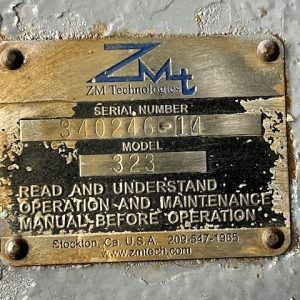 ZMt
ZM Technologies
SERIAL NUMBER
340246-14
MODEL
323
READ AND UNDERSTAND
OPERATION AND MAINTENANCE
MANUAL BEFORE OPERATION
Stockton, Ca. U.S.A. 209-547-1965
www.zmtech.com